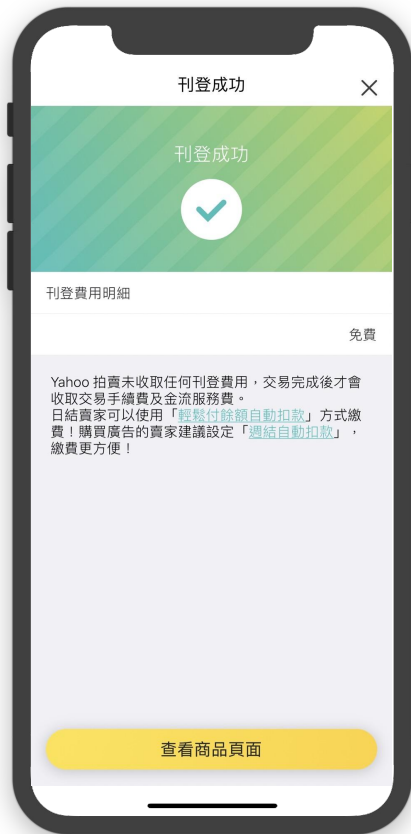 刊登成功
刊登成功
刊登費用明細
免費
Yahoo 拍賣未收取任何刊登費用，交易完成後才會
收取交易手續費及金流服務費。
日結賣家可以使用「輕鬆付餘額自動扣款」方式繳
費！購買廣告的賣家建議設定「週結自動扣款」，
繳費更方便！
查看商品頁面